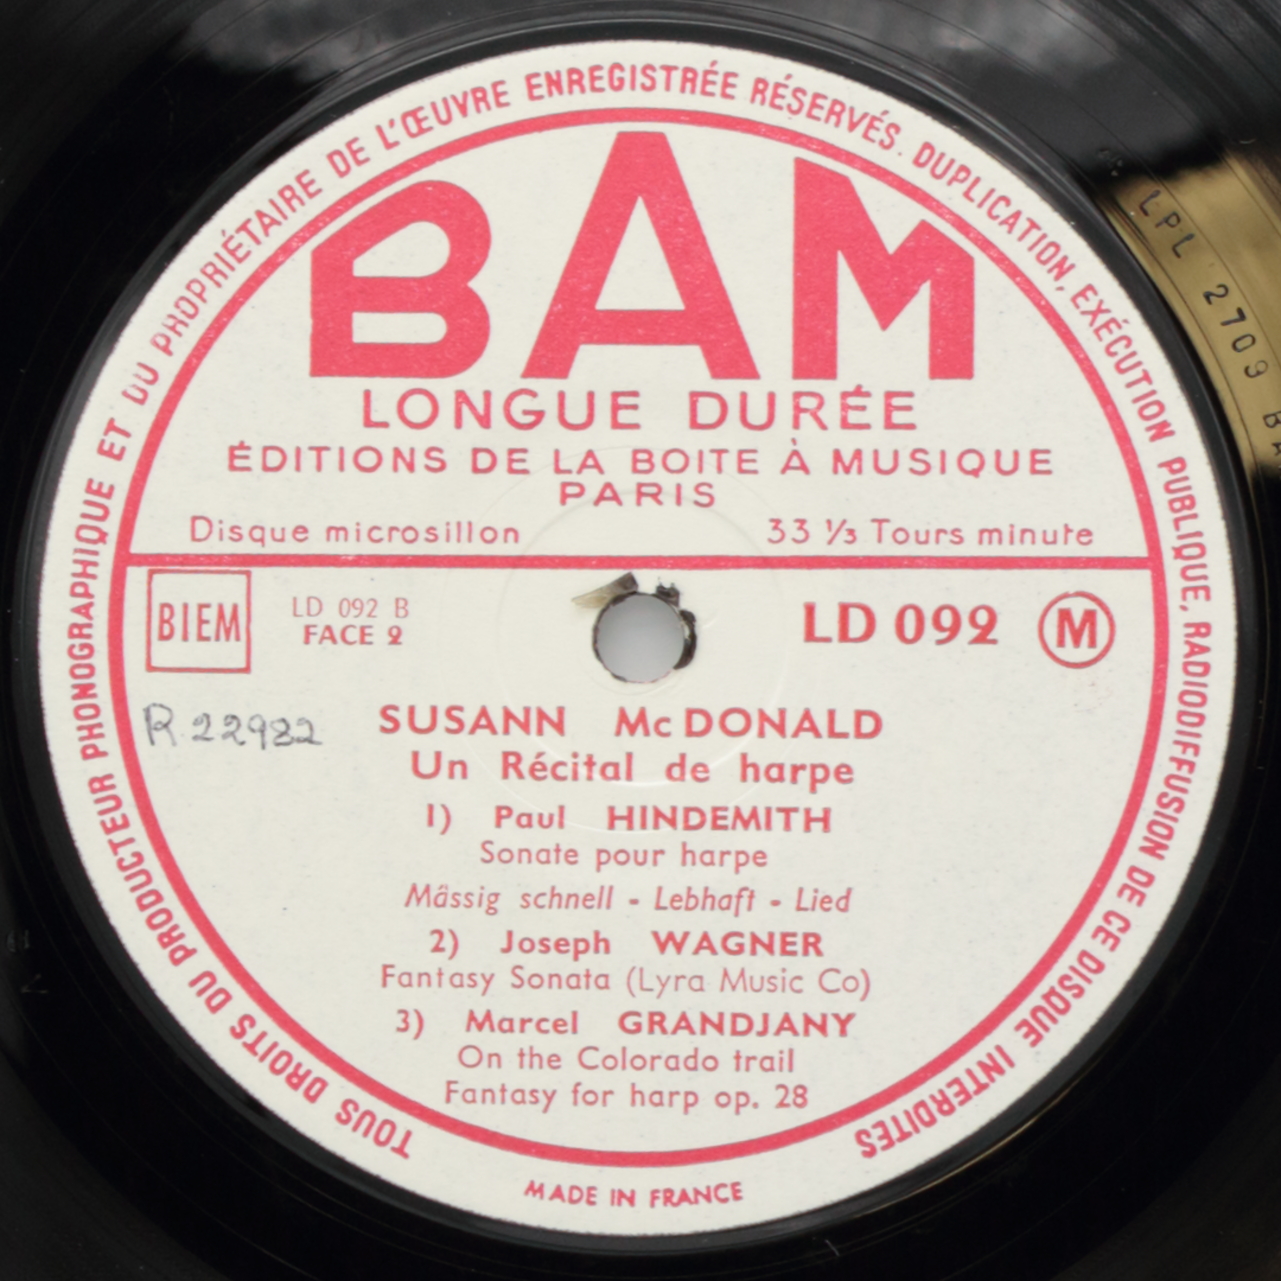 TOUS DROITS DU PRODUCTEUR PHONOGRAPHIQUE ET DU PROPRIÉTAIRE DE L'ŒUVRE ENREGISTRÉE RÉSERVÉS. DUPLICATION, EXÉCUTION PUBLIQUE, RADIODIFFUSION DE CE DISQUE INTERDITES
BAM
LONGUE DURÉE
ÉDITIONS DE LA BOITE À MUSIQUE
PARIS
Disque microsillon 33 ⅓ Tours minute
BIEM
LD 092 B
FACE 2
LD 092
M
R.22982
SUSANN McDONALD
Un Récital de harpe
1) Paul HINDEMITH
Sonate pour harpe
Mâssig schnell - Lebhaft - Lied
2) Joseph WAGNER
Fantasy Sonata (Lyra Music Co)
3) Marcel GRANDJANY
On the Colorado trail
Fantasy for harp op. 28
MADE IN FRANCE
LPL 2709